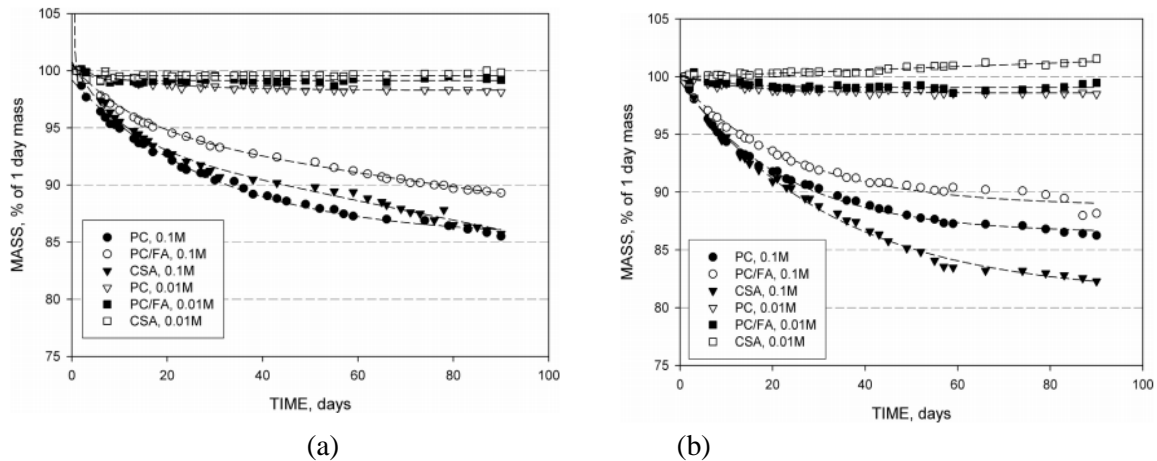 105
100
95
90
85
80
75
MASS, % of 1 day mass
PC, 0.1M
PC/FA, 0.1M
CSA, 0.1M
PC, 0.01M
PC/FA, 0.01M
CSA, 0.01M
0 20 40 60 80 100
TIME, days
(a)
105
100
95
90
85
80
75
MASS, % of 1 day mass
PC, 0.1M
PC/FA, 0.1M
CSA, 0.1M
PC, 0.01M
PC/FA, 0.01M
CSA, 0.01M
0 20 40 60 80 100
TIME, days
(b)